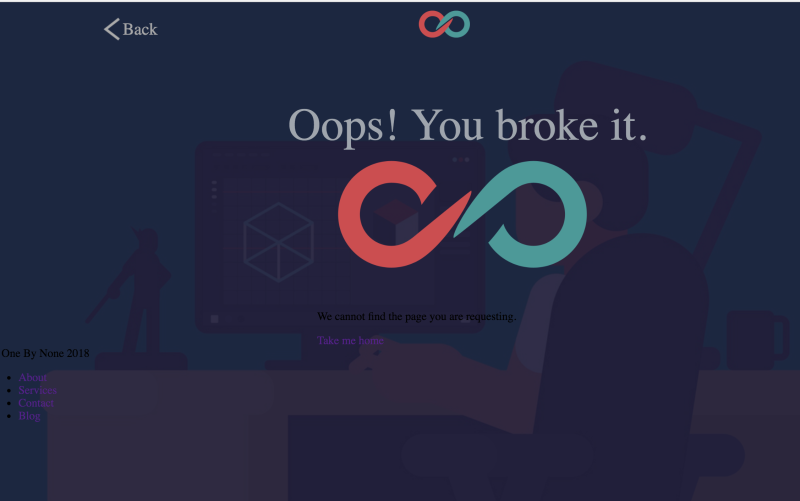 Back
Oops! You broke it.
We cannot find the page you are requesting.
Take me home
One By None 2018
About
Services
Contact
Blog